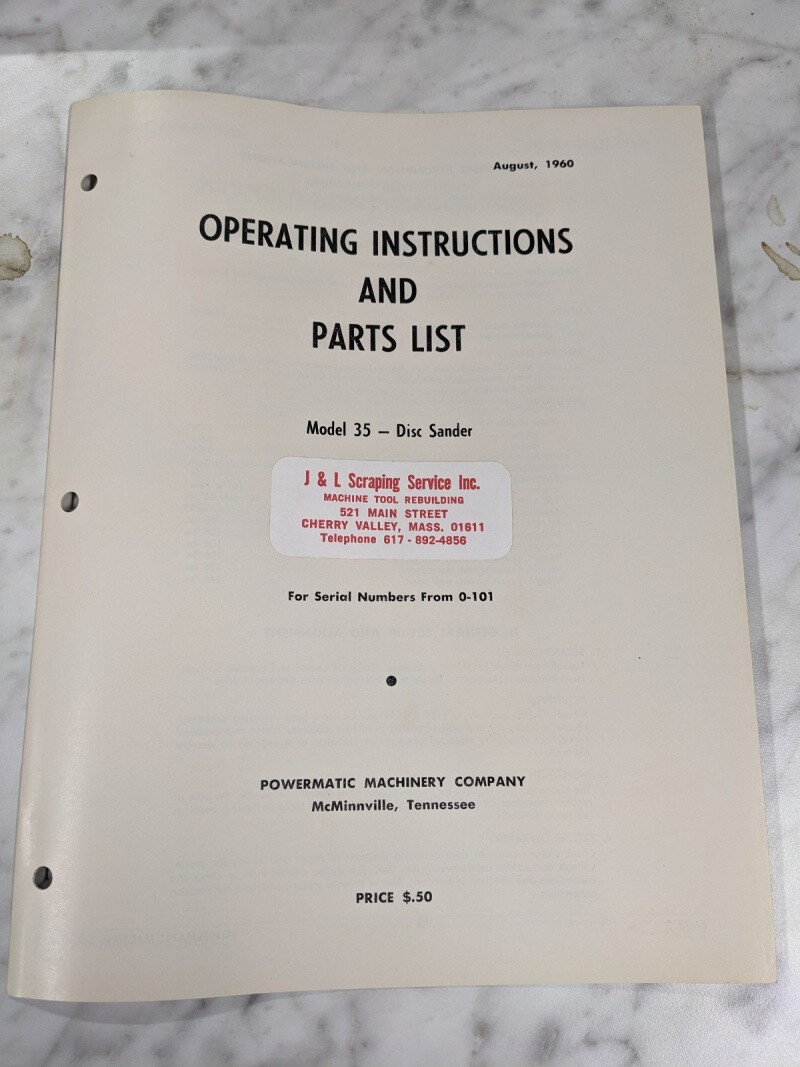 August, 1960
OPERATING INSTRUCTIONS
AND
PARTS LIST
Model 35 – Disc Sander
J & L Scraping Service Inc.
MACHINE TOOL REBUILDING
521 MAIN STREET
CHERRY VALLEY, MASS. 01611
Telephone 617 - 892-4856
For Serial Numbers From 0-101
POWERMATIC MACHINERY COMPANY
McMinnville, Tennessee
PRICE $.50